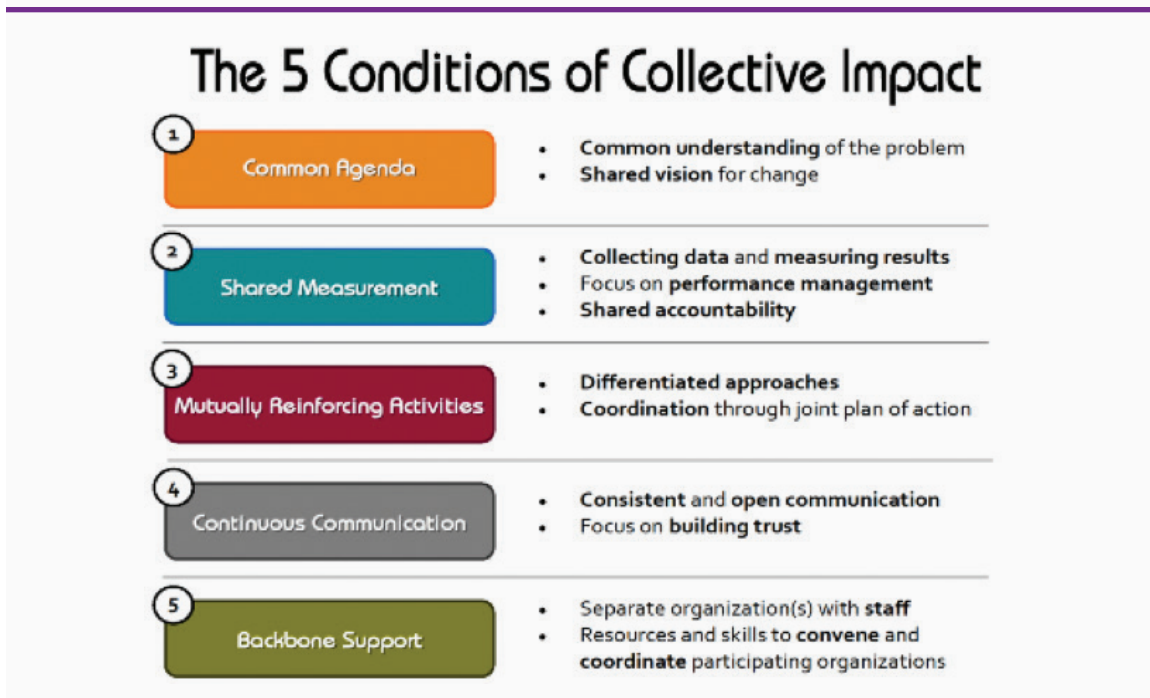 The 5 Conditions of Collective Impact
1
Common Agenda
• Common understanding of the problem
• Shared vision for change
2
Shared Measurement
• Collecting data and measuring results
• Focus on performance management
• Shared accountability
3
Mutually Reinforcing Activities
• Differentiated approaches
• Coordination through joint plan of action
4
Continuous Communication
• Consistent and open communication
• Focus on building trust
5
Backbone Support
• Separate organization(s) with staff
• Resources and skills to convene and
coordinate participating organizations